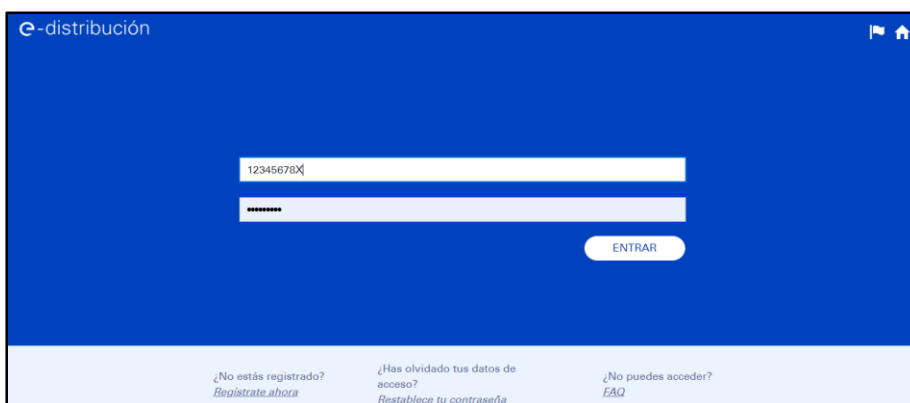 e-distribución
12345678X
•••••••••
ENTRAR
¿No estás registrado?
Regístrate ahora
¿Has olvidado tus datos de
acceso?
Restablece tu contraseña
¿No puedes acceder?
FAQ